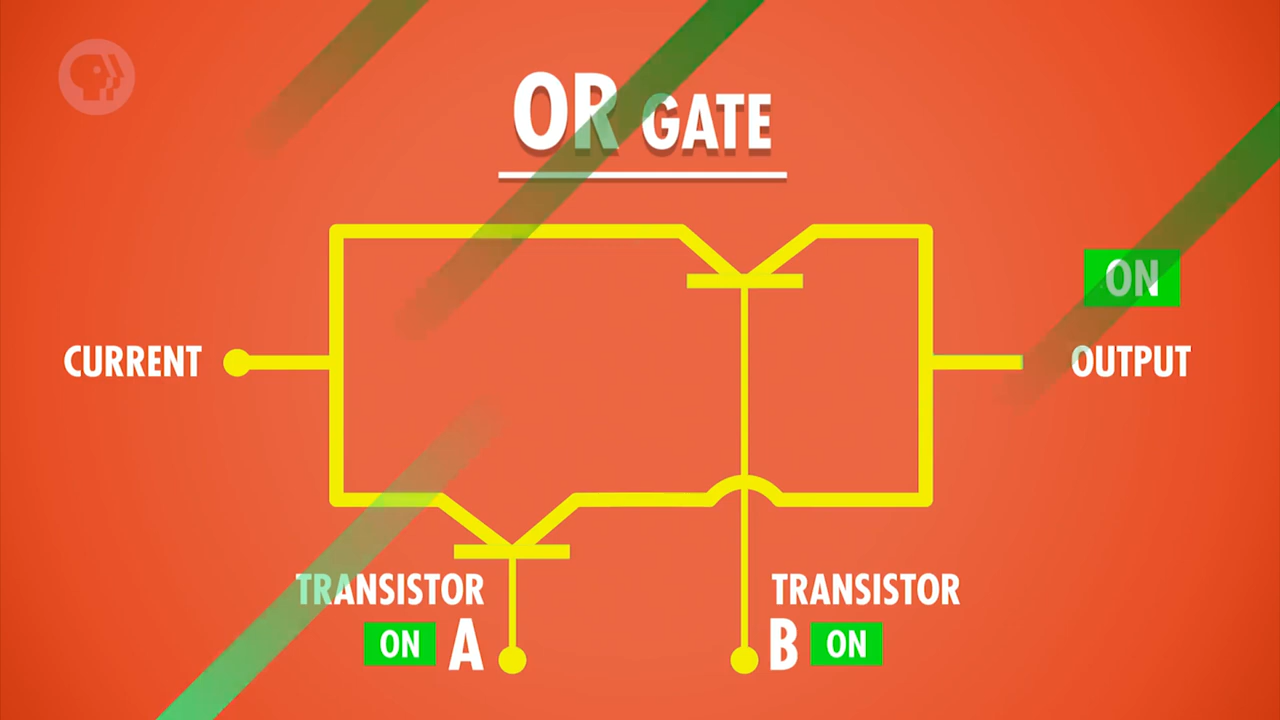 OR GATE
ON
CURRENT
OUTPUT
TRANSISTOR
ON A
TRANSISTOR
B ON